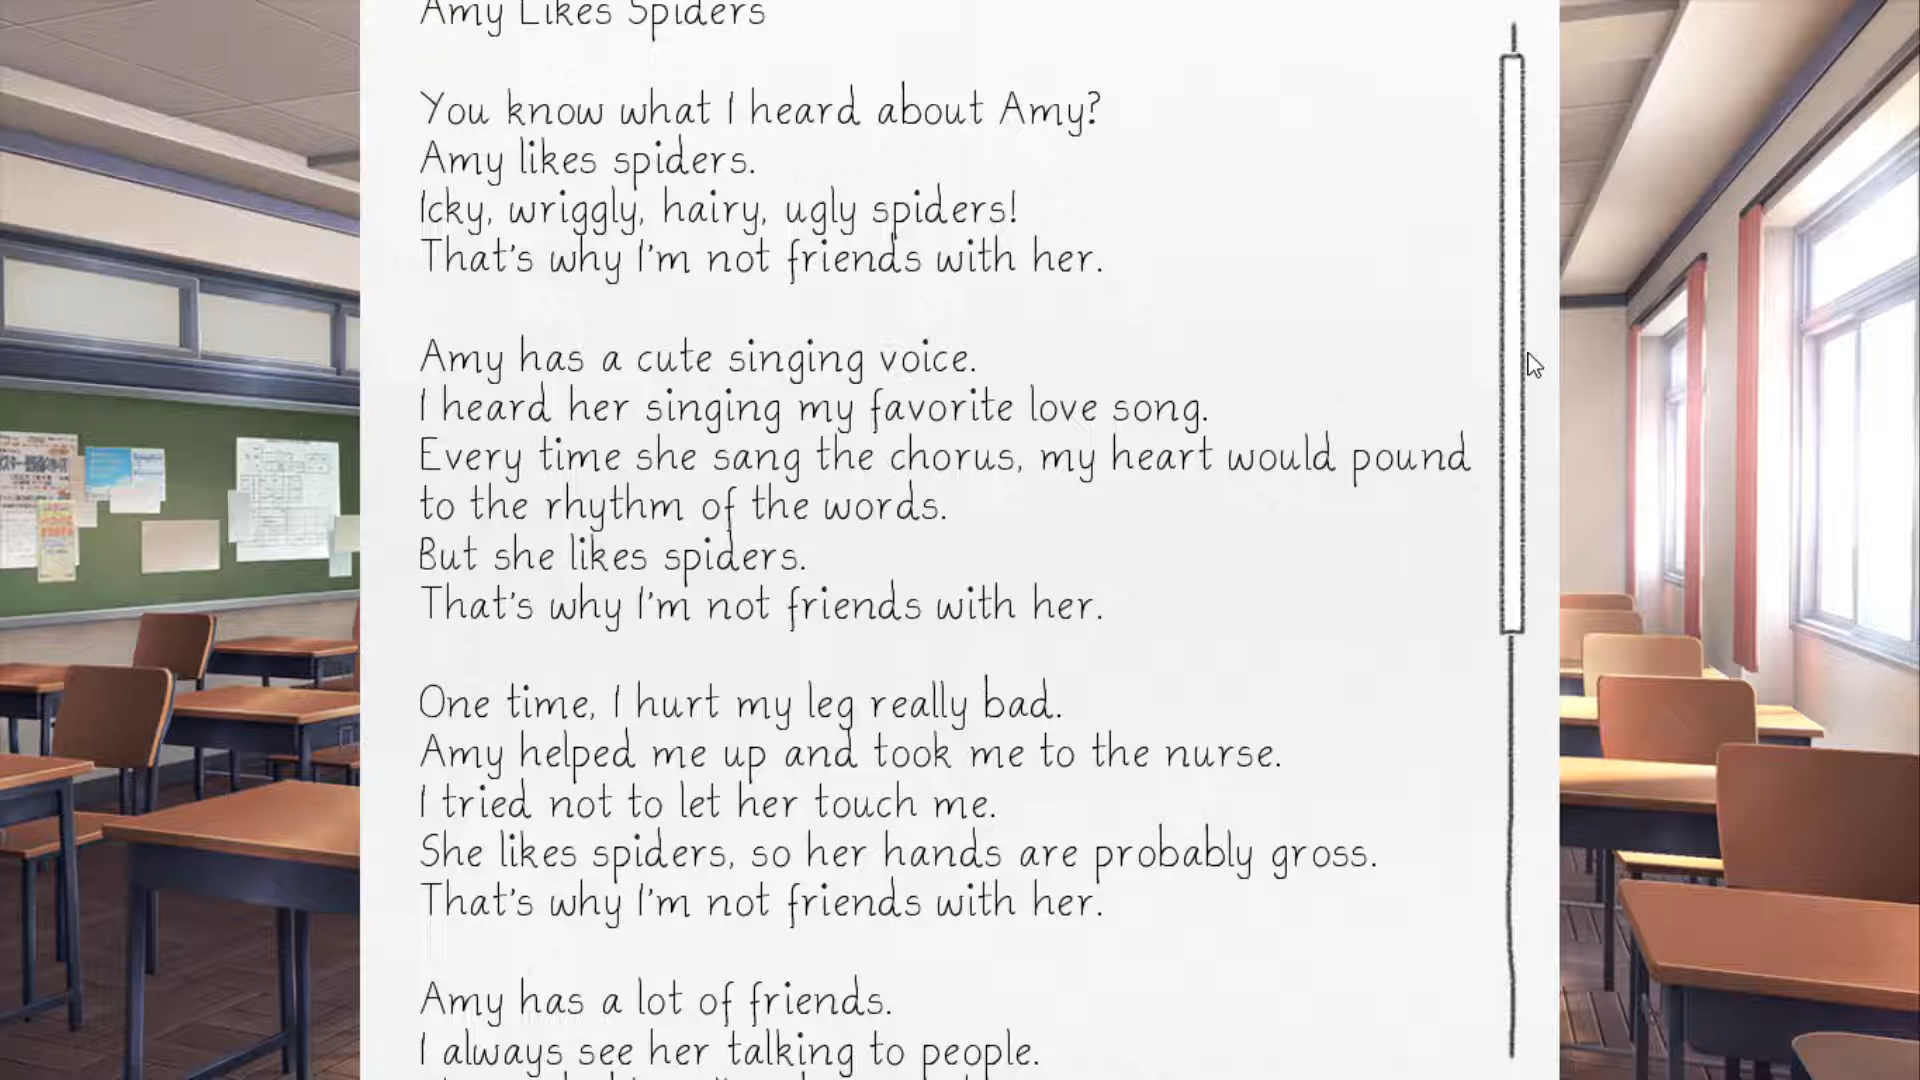 Amy Likes Spiders
You know what I heard about Amy?
Amy likes spiders.
Icky, wriggly, hairy, ugly spiders!
That's why I'm not friends with her.
Amy has a cute singing voice.
I heard her singing my favorite love song.
Every time she sang the chorus, my heart would pound
to the rhythm of the words.
But she likes spiders.
That's why I'm not friends with her.
One time, I hurt my leg really bad.
Amy helped me up and took me to the nurse.
I tried not to let her touch me.
She likes spiders, so her hands are probably gross.
That's why I'm not friends with her.
Amy has a lot of friends.
I always see her talking to people.